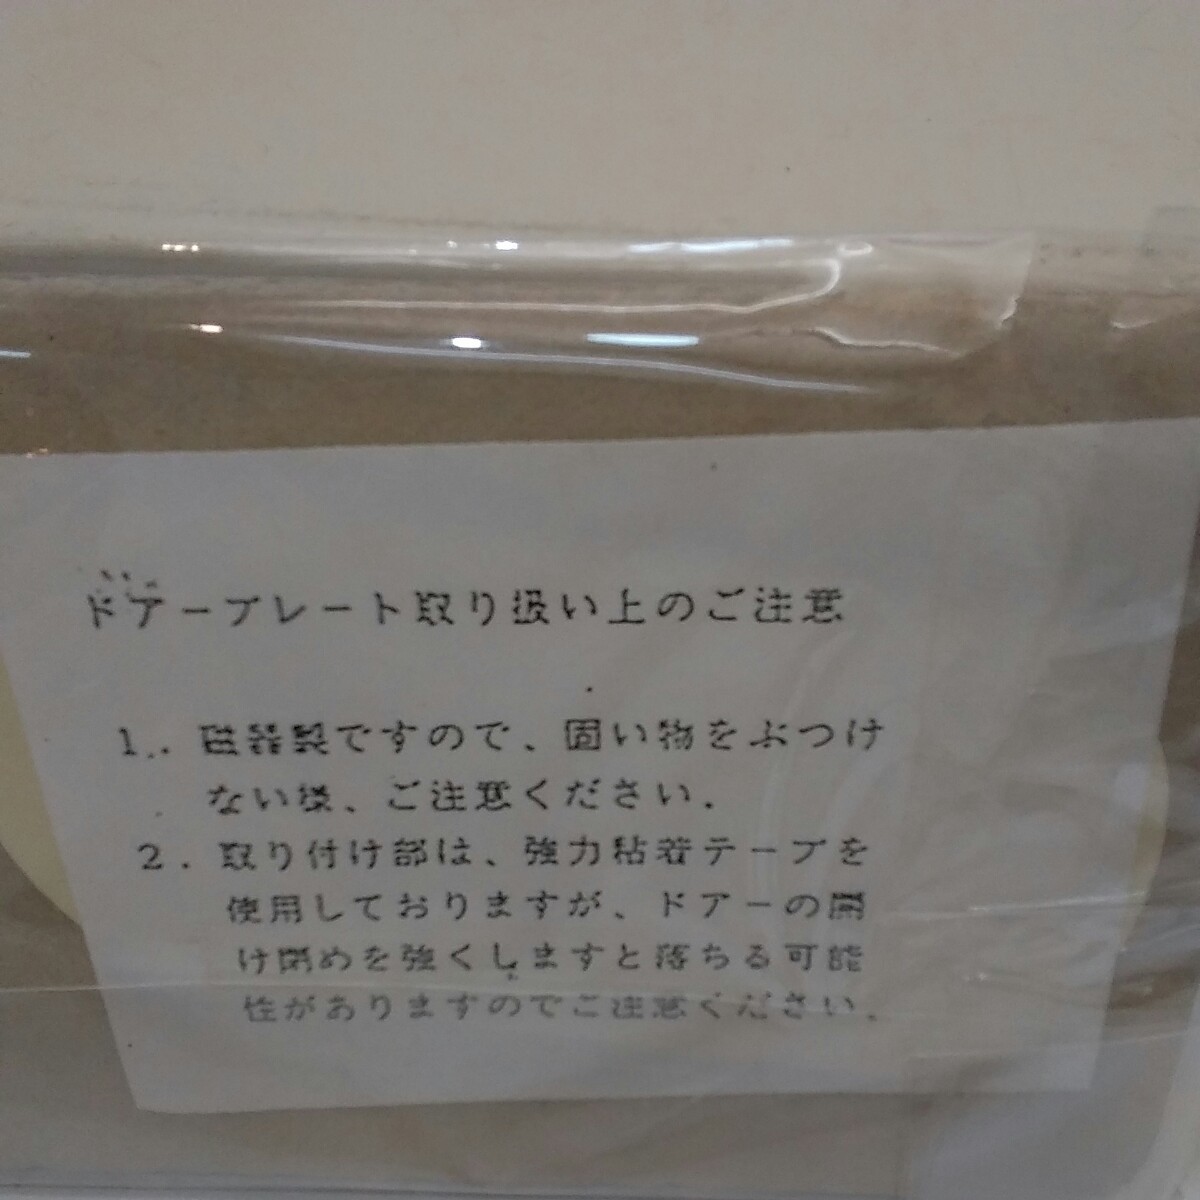 ドアープレート取り扱い上のご注意
1. 磁器製ですので、固い物をぶつけ
ない様、ご注意ください.
2. 取り付け部は、強力粘着テープを
使用しておりますが、ドアーの開
け閉めを強くしますと落ちる可能
性がありますのでご注意ください.